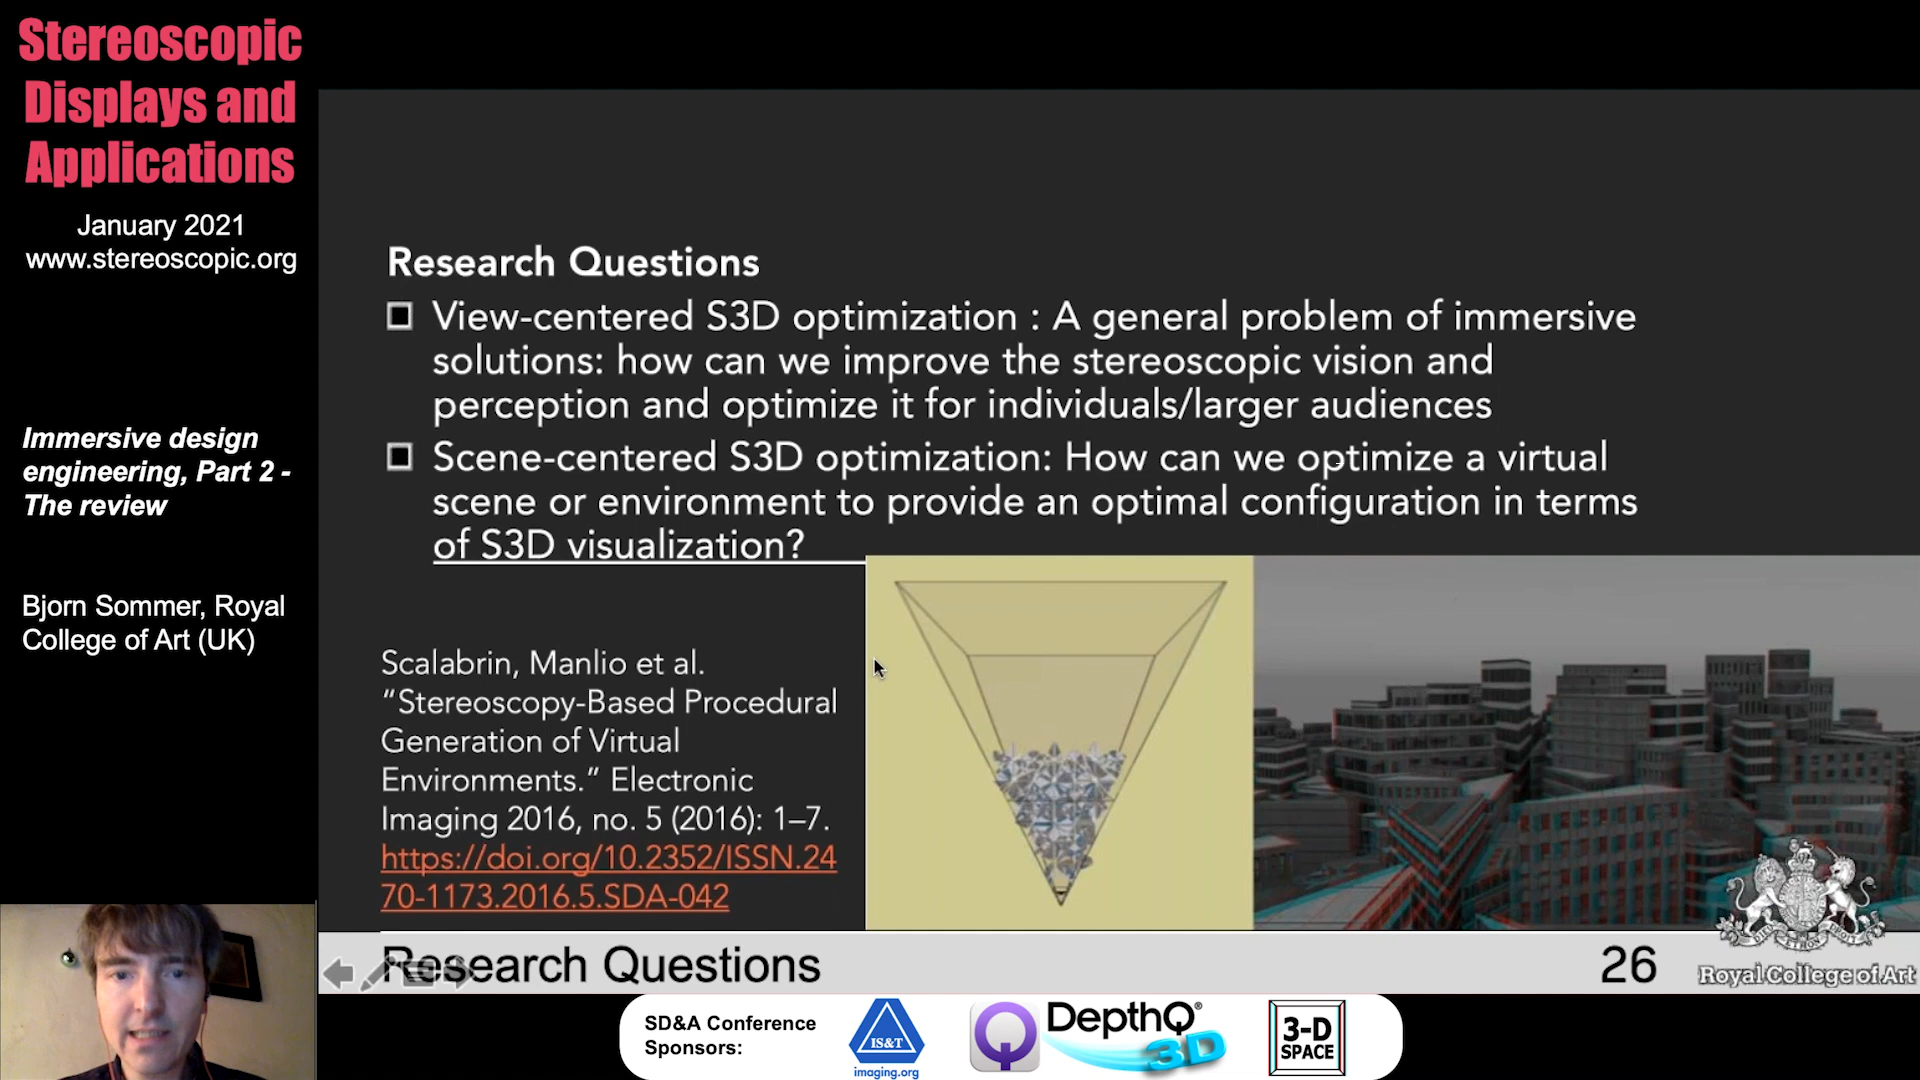 Stereoscopic
Displays and
Applications
January 2021
www.stereoscopic.org
Immersive design
engineering, Part 2 -
The review
Bjorn Sommer, Royal
College of Art (UK)
Research Questions
View-centered S3D optimization : A general problem of immersive
solutions: how can we improve the stereoscopic vision and
perception and optimize it for individuals/larger audiences
Scene-centered S3D optimization: How can we optimize a virtual
scene or environment to provide an optimal configuration in terms
of S3D visualization?
Scalabrin, Manlio et al.
“Stereoscopy-Based Procedural
Generation of Virtual
Environments.” Electronic
Imaging 2016, no. 5 (2016): 1–7.
https://doi.org/10.2352/ISSN.24
70-1173.2016.5.SDA-042
Research Questions
26
Royal College of Art
SD&A Conference
Sponsors:
IS&T
imaging.org
DepthQ®
3D
3-D
SPACE